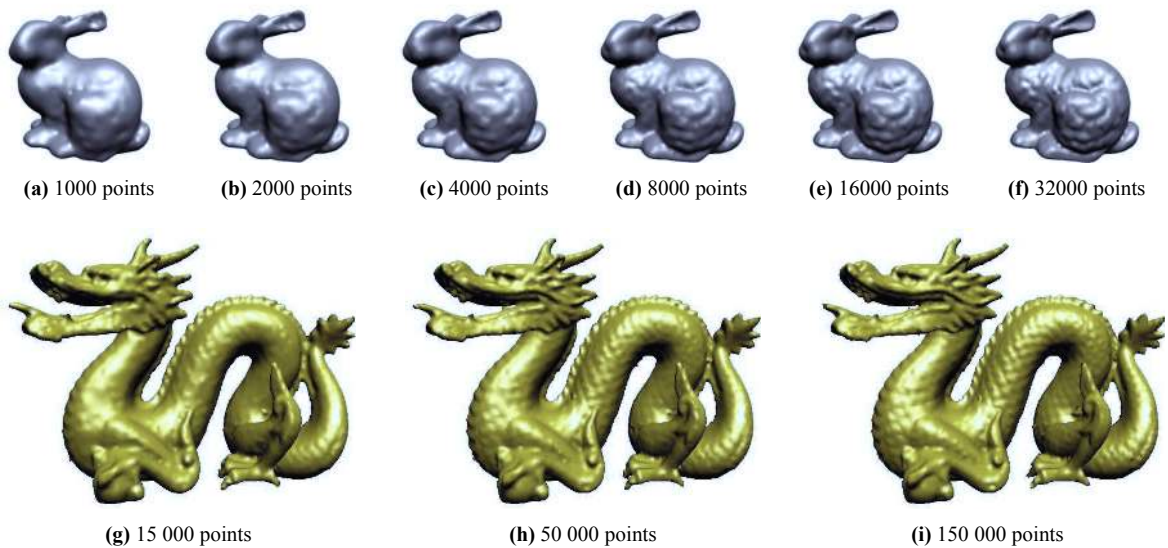 (a) 1000 points
(b) 2000 points
(c) 4000 points
(d) 8000 points
(e) 16000 points
(f) 32000 points
(g) 15 000 points
(h) 50 000 points
(i) 150 000 points